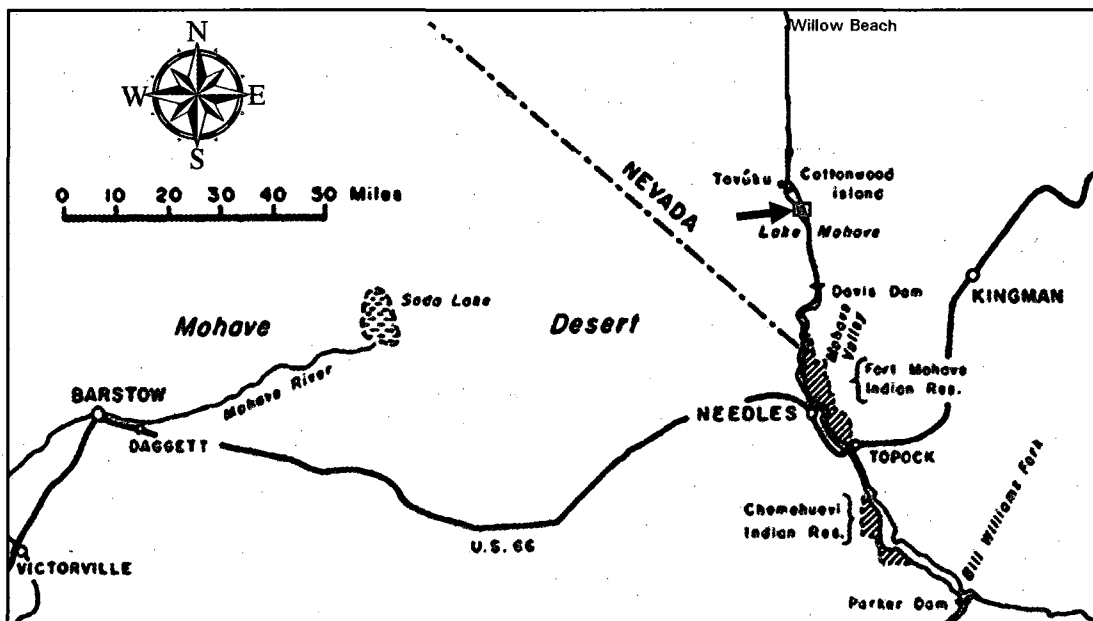 Willow Beach
N
W E
S
0 10 20 30 50 Miles
NEVADA
Tavúku
Cottonwood
island
Lake Mohave
Davis Dam
KINGMAN
Soda Lake
Mohave Desert
Mohave
Valley
Fort Mohave
Indian Res.
Mohave River
BARSTOW
DAGGETT
NEEDLES
TOPOCK
Chemehuevi
Indian Res.
Bill Williams Fork
U.S. 66
VICTORVILLE
Parker Dam